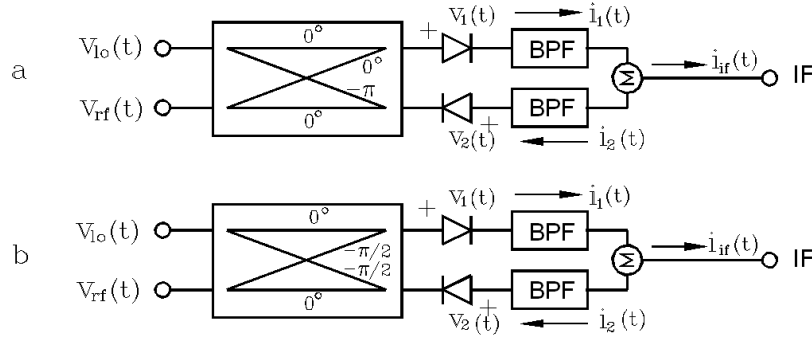 a
V_lo(t)
V_rf(t)
0°
0°
-π
0°
+
V_1(t)
i_1(t)
BPF
BPF
+
V_2(t)
i_2(t)
Σ
i_if(t)
IF
b
V_lo(t)
V_rf(t)
0°
-π/2
-π/2
0°
+
V_1(t)
i_1(t)
BPF
BPF
+
V_2(t)
i_2(t)
Σ
i_if(t)
IF